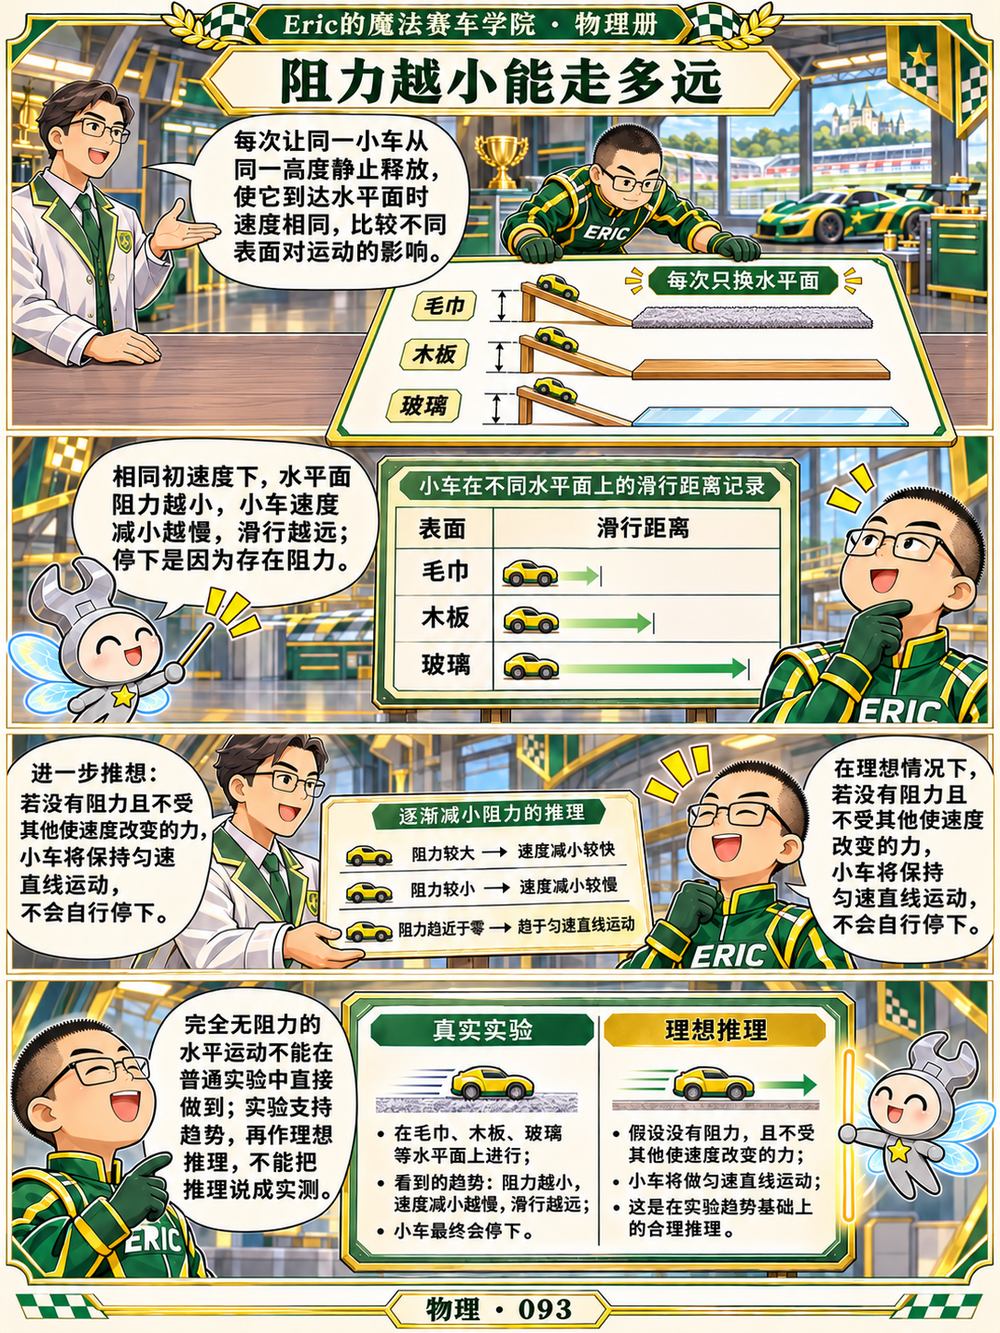 Eric的魔法赛车学院 · 物理册
阻力越小能走多远
每次让同一小车从
同一高度静止释放，
使它到达水平面时
速度相同，比较不同
表面对运动的影响。
ERIC
每次只换水平面
毛巾
木板
玻璃
相同初速度下，水平面
阻力越小，小车速度
减小越慢，滑行越远；
停下是因为存在阻力。
小车在不同水平面上的滑行距离记录
表面 滑行距离
毛巾
木板
玻璃
ERIC
进一步推想：
若没有阻力且不受
其他使速度改变的力，
小车将保持匀速
直线运动，
不会自行停下。
逐渐减小阻力的推理
阻力较大 → 速度减小较快
阻力较小 → 速度减小较慢
阻力趋近于零 → 趋于匀速直线运动
ERIC
在理想情况下，
若没有阻力且
不受其他使速度
改变的力，
小车将保持
匀速直线运动，
不会自行停下。
完全无阻力的
水平运动不能在
普通实验中直接
做到；实验支持
趋势，再作理想
推理，不能把
推理说成实测。
ERIC
真实实验
• 在毛巾、木板、玻璃
等水平面上进行；
• 看到的趋势：阻力越小，
速度减小越慢，滑行越远；
• 小车最终会停下。
理想推理
• 假设没有阻力，且不受
其他使速度改变的力；
• 小车将做匀速直线运动；
• 这是在实验趋势基础上
的合理推理。
物理 · 093